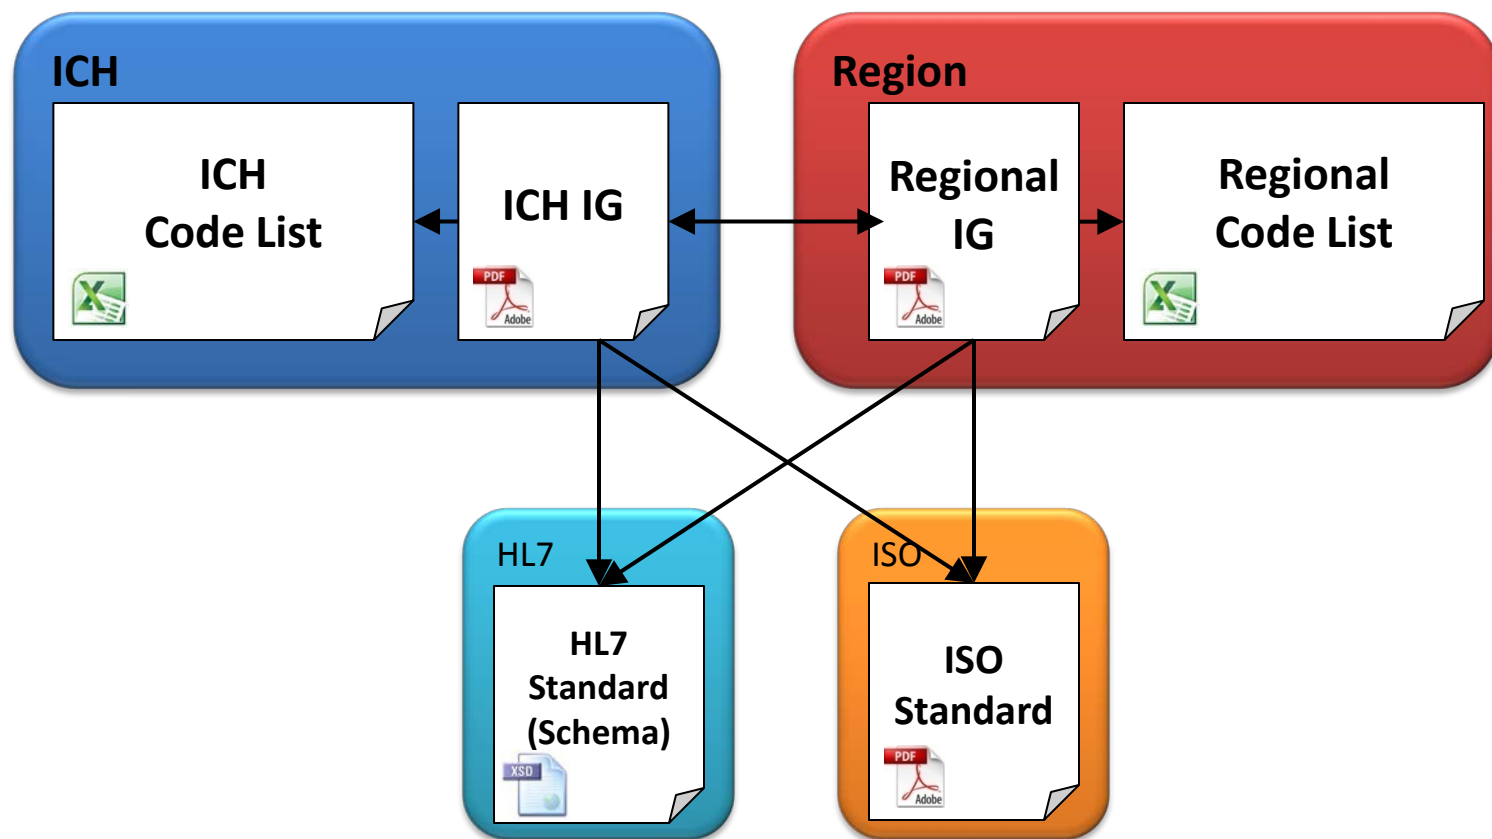 ICH
ICH
Code List
ICH IG
PDF
Adobe
Region
Regional
IG
PDF
Adobe
Regional
Code List
HL7
HL7
Standard
(Schema)
XSD
ISO
ISO
Standard
PDF
Adobe